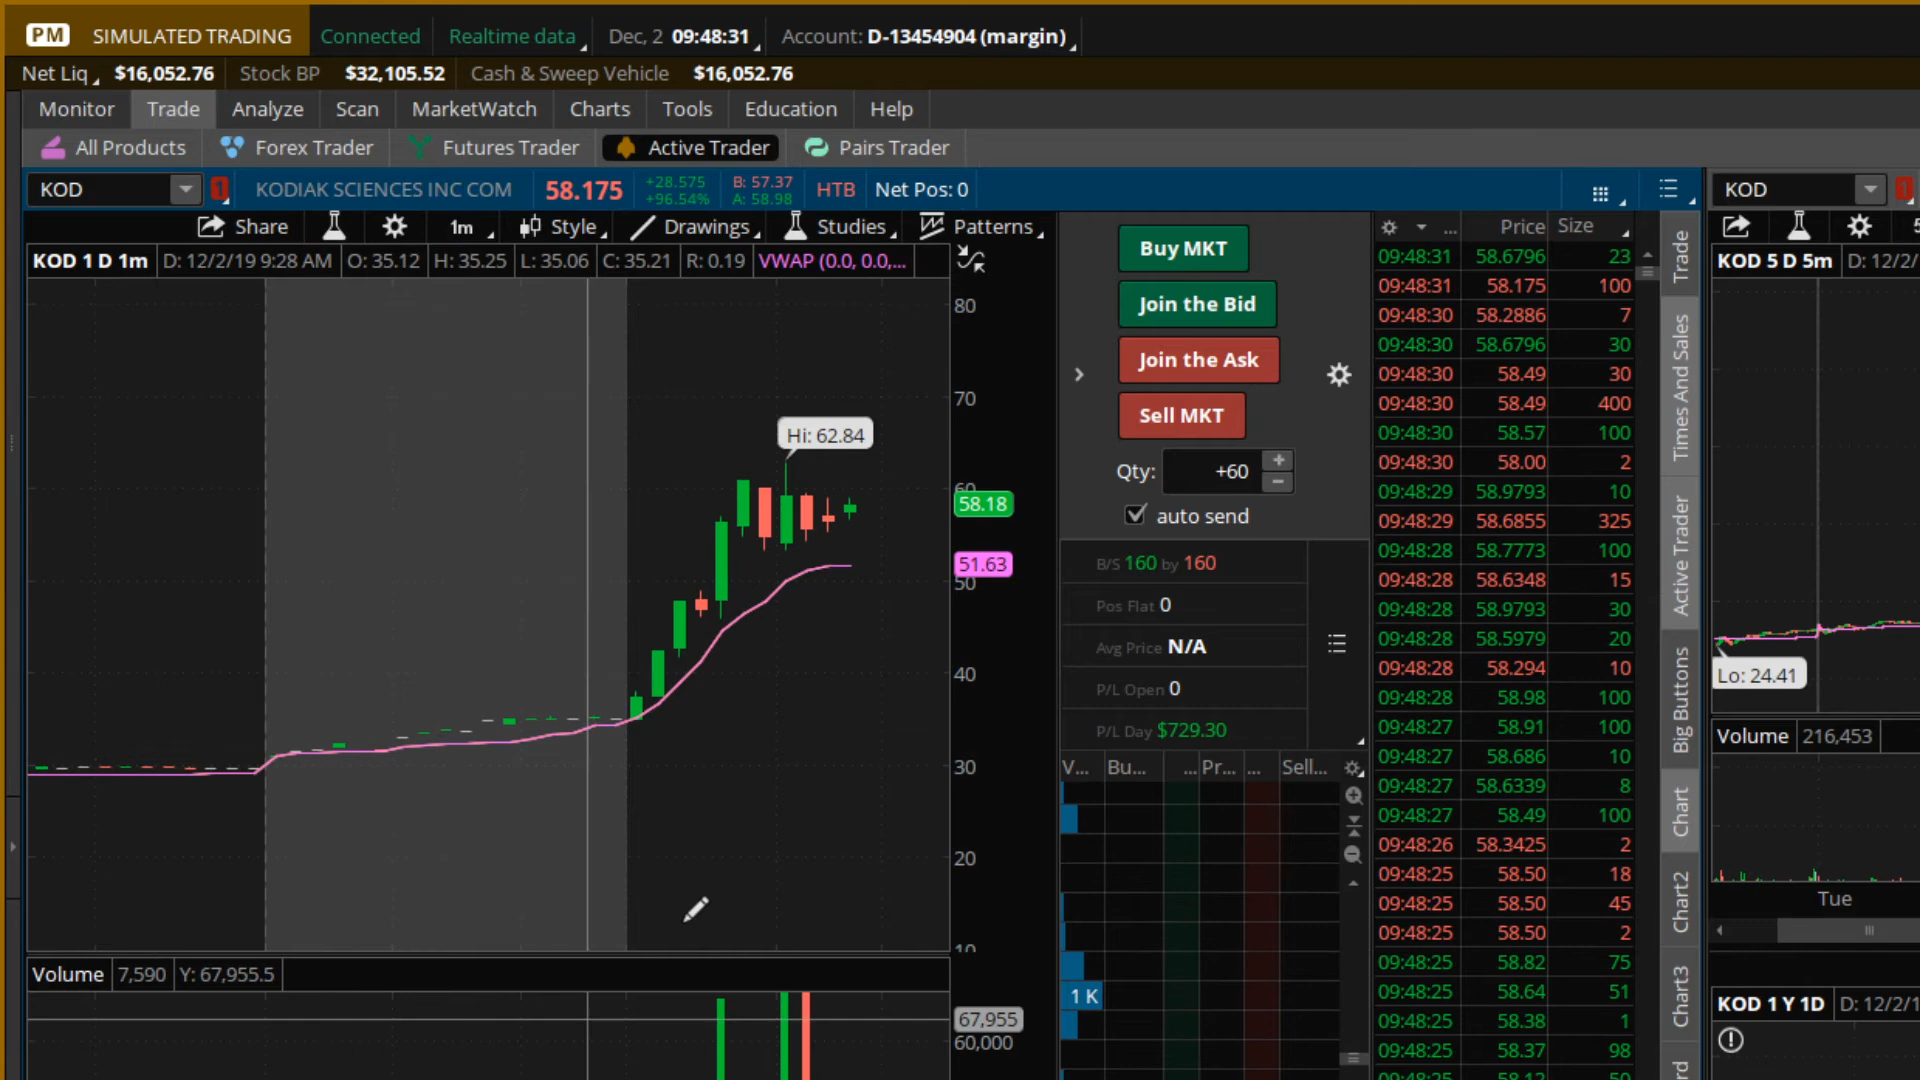 PM SIMULATED TRADING Connected Realtime data Dec, 2 09:48:31 Account: D-13454904 (margin)
Net Liq $16,052.76 Stock BP $32,105.52 Cash & Sweep Vehicle $16,052.76
Monitor Trade Analyze Scan MarketWatch Charts Tools Education Help
All Products Forex Trader Futures Trader Active Trader Pairs Trader
KOD 1 KODIAK SCIENCES INC COM 58.175 +28.575 +96.54% B: 57.37 A: 58.98 HTB Net Pos: 0
Share 1m Style Drawings Studies Patterns
KOD 1 D 1m D: 12/2/19 9:28 AM O: 35.12 H: 35.25 L: 35.06 C: 35.21 R: 0.19 VWAP (0.0, 0.0,...
80
70
Hi: 62.84
60
58.18
51.63
50
40
30
20
10
Volume 7,590 Y: 67,955.5
67,955
60,000
Buy MKT
Join the Bid
Join the Ask
Sell MKT
Qty: +60
auto send
B/S 160 by 160
Pos Flat 0
Avg Price N/A
P/L Open 0
P/L Day $729.30
V... Bu... ... Pr... ... Sell...
1 K
... Price Size
09:48:31 58.6796 23
09:48:31 58.175 100
09:48:30 58.2886 7
09:48:30 58.6796 30
09:48:30 58.49 30
09:48:30 58.49 400
09:48:30 58.57 100
09:48:30 58.00 2
09:48:29 58.9793 10
09:48:29 58.6855 325
09:48:28 58.7773 100
09:48:28 58.6348 15
09:48:28 58.9793 30
09:48:28 58.5979 20
09:48:28 58.294 10
09:48:28 58.98 100
09:48:27 58.91 100
09:48:27 58.686 10
09:48:27 58.6339 8
09:48:27 58.49 100
09:48:26 58.3425 2
09:48:25 58.50 18
09:48:25 58.50 45
09:48:25 58.50 2
09:48:25 58.82 75
09:48:25 58.64 51
09:48:25 58.38 1
09:48:25 58.37 98
09:48:25 58.12 50
Trade
Times And Sales
Active Trader
Big Buttons
Chart
Chart2
Chart3
KOD 1
KOD 5 D 5m D: 12/2/
Lo: 24.41
Volume 216,453
Tue
KOD 1 Y 1D D: 12/2/1